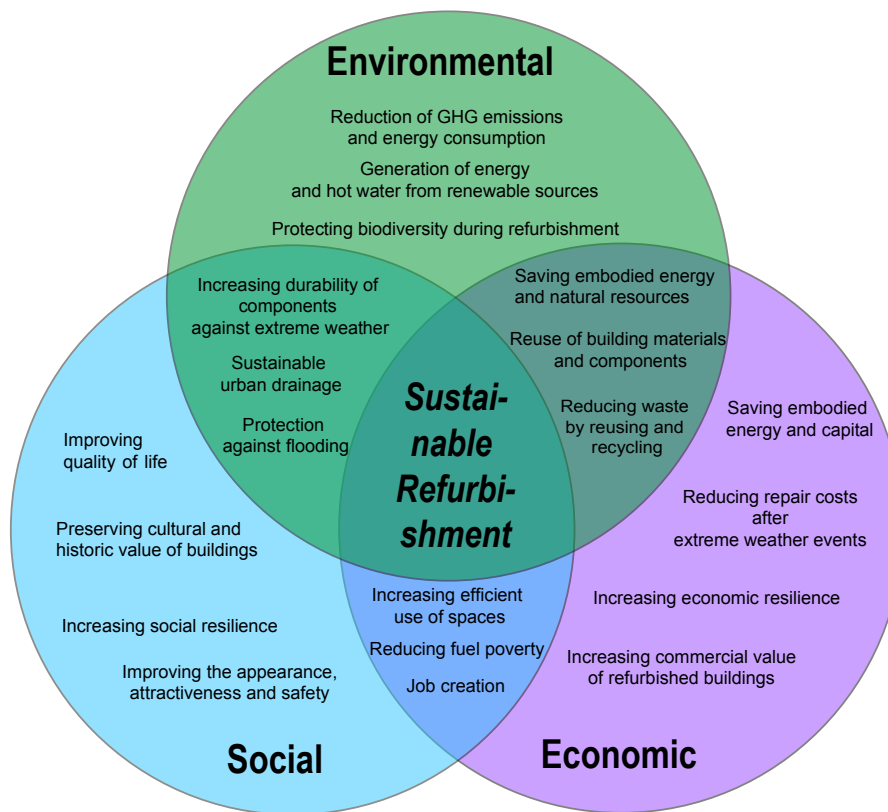 Environmental
Reduction of GHG emissions
and energy consumption
Generation of energy
and hot water from renewable sources
Protecting biodiversity during refurbishment
Increasing durability of
components
against extreme weather
Sustainable
urban drainage
Protection
against flooding
Saving embodied energy
and natural resources
Reuse of building materials
and components
Reducing waste
by reusing and
recycling
Sustai-
nable
Refurbi-
shment
Improving
quality of life
Preserving cultural and
historic value of buildings
Increasing social resilience
Improving the appearance,
attractiveness and safety
Social
Increasing efficient
use of spaces
Reducing fuel poverty
Job creation
Saving embodied
energy and capital
Reducing repair costs
after
extreme weather events
Increasing economic resilience
Increasing commercial value
of refurbished buildings
Economic